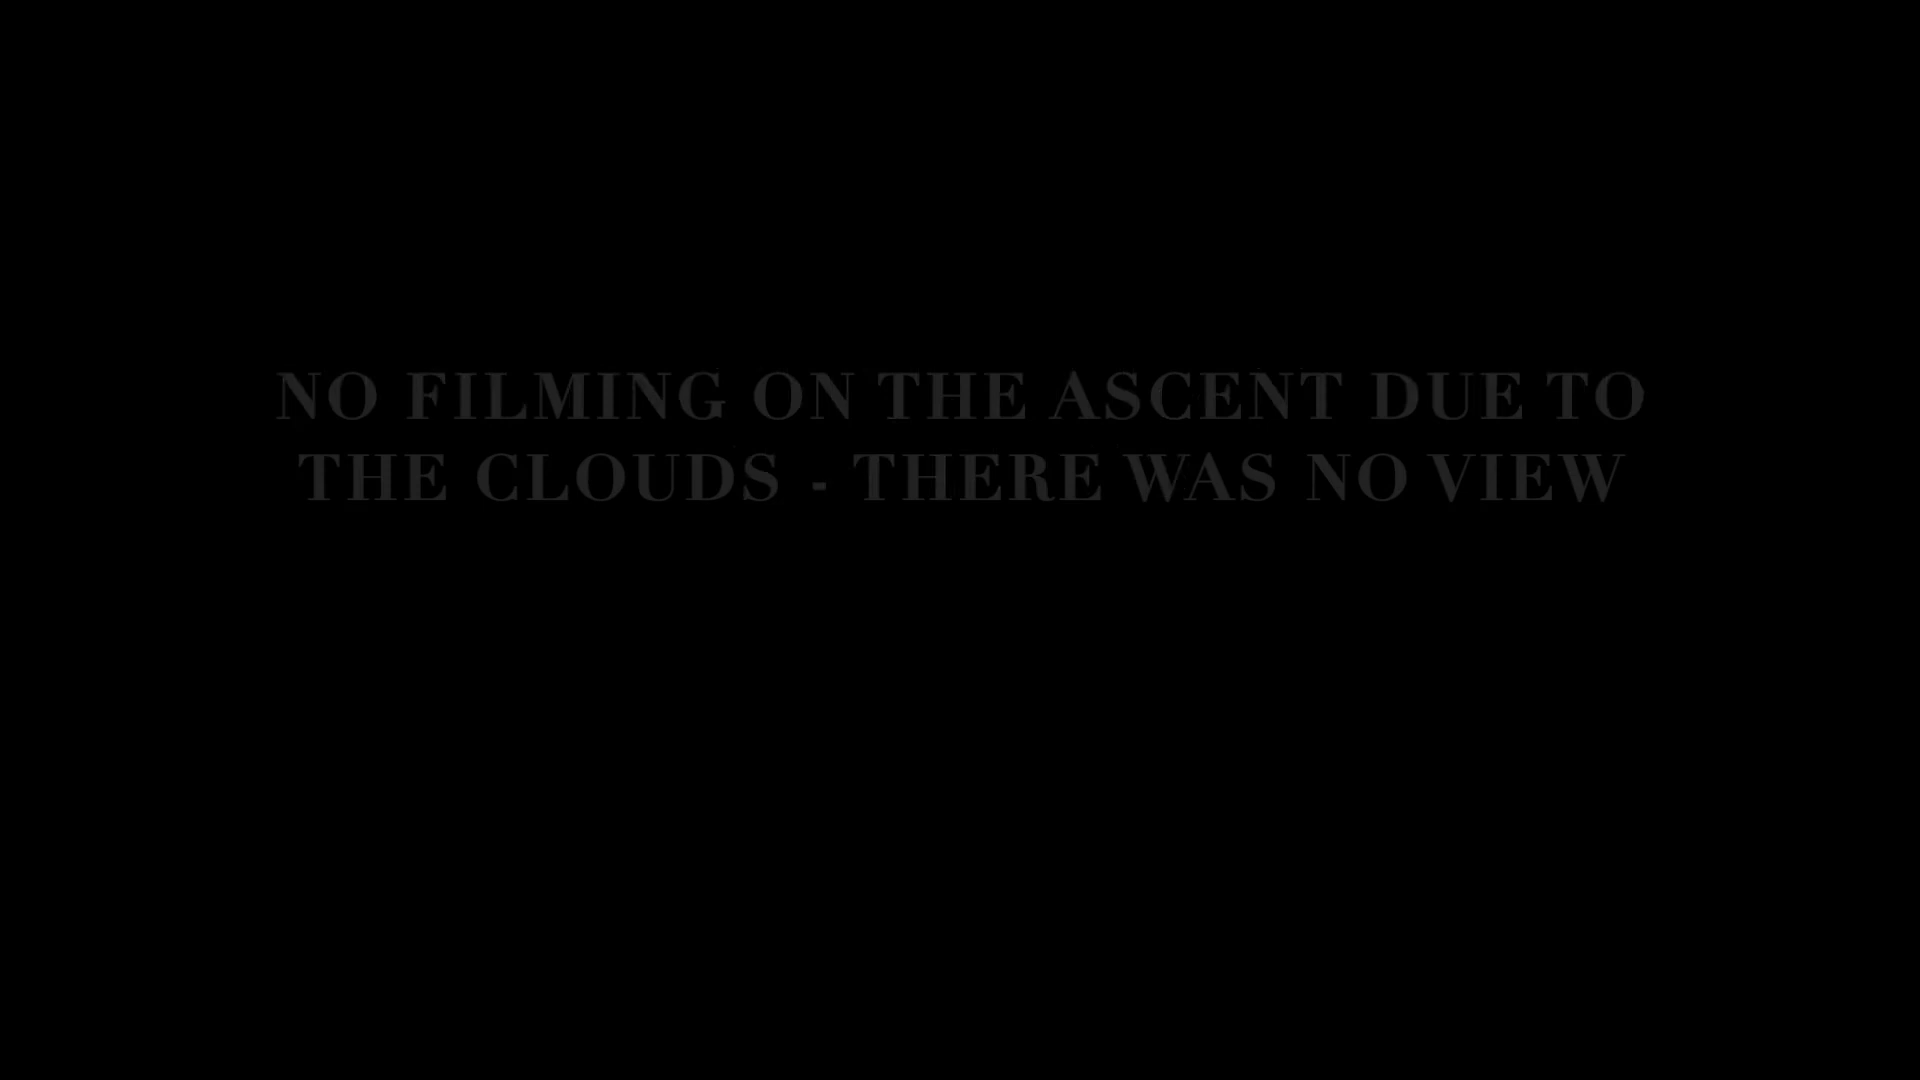 NO FILMING ON THE ASCENT DUE TO
THE CLOUDS - THERE WAS NO VIEW